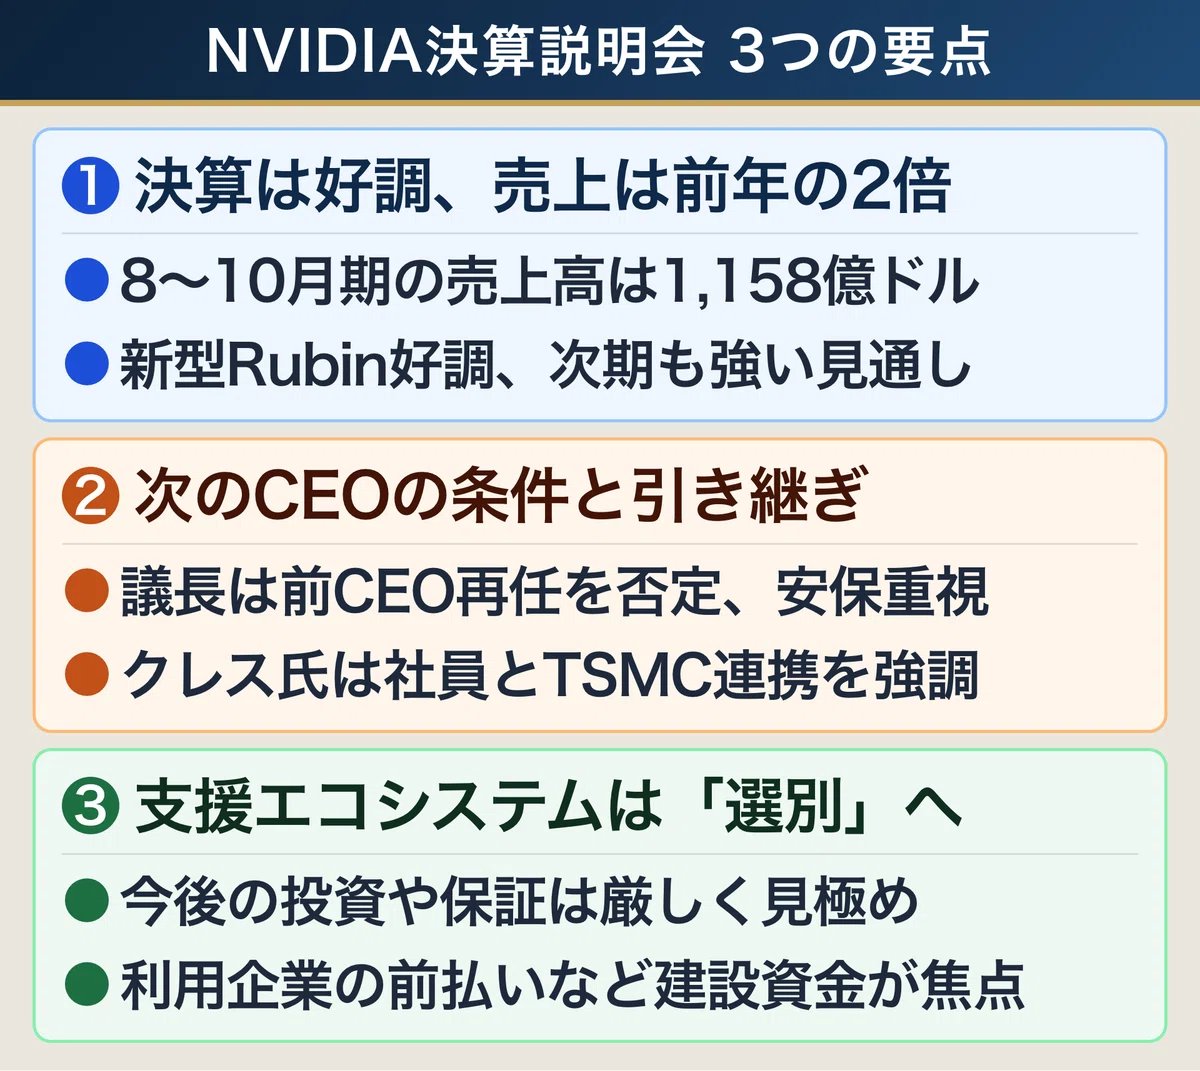 NVIDIA決算説明会 3つの要点
❶ 決算は好調、売上は前年の2倍
●8〜10月期の売上高は1,158億ドル
●新型Rubin好調、次期も強い見通し
❷ 次のCEOの条件と引き継ぎ
●議長は前CEO再任を否定、安保重視
●クレス氏は社員とTSMC連携を強調
❸ 支援エコシステムは「選別」へ
●今後の投資や保証は厳しく見極め
●利用企業の前払いなど建設資金が焦点